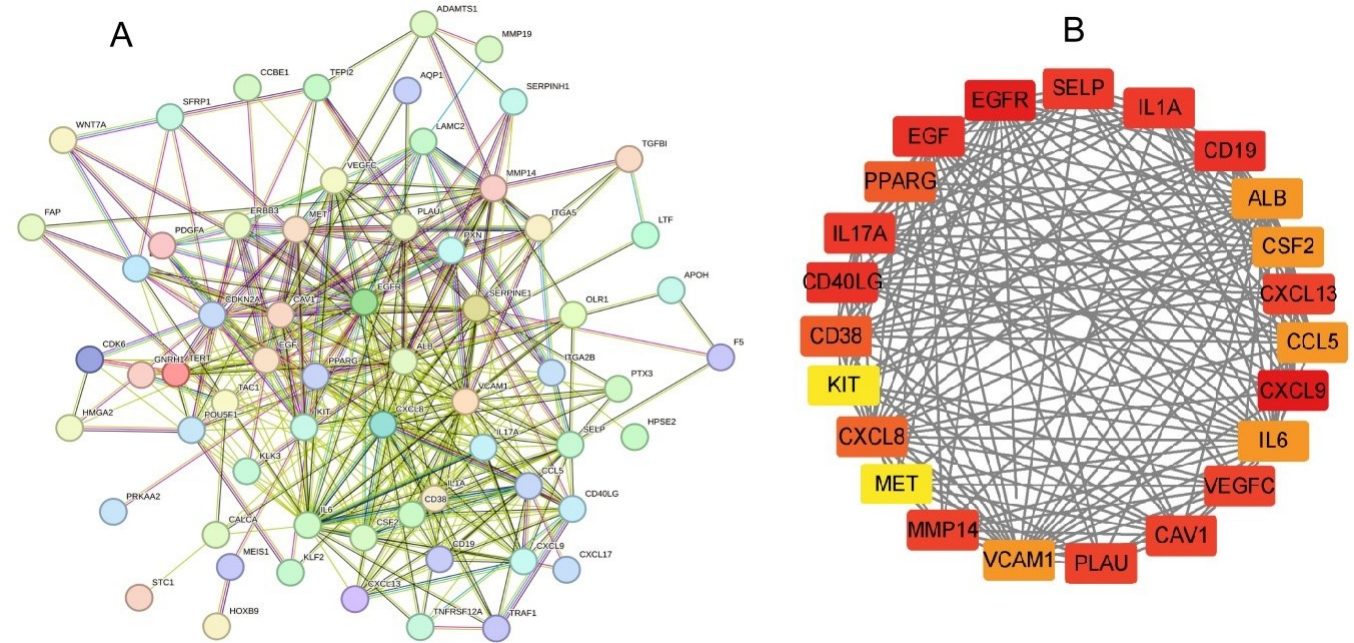 A
B
ADAMTS1
MMP19
CCBE1
TFPI2
AQP1
SERPINH1
SFRP1
WNT7A
LAMC2
TGFBI
VEGFC
MMP14
FAP
PDGFA
ERBB3
MET
PLAU
ITGA5
PXN
LTF
APOH
CDKN2A
CAV1
EGFR
SERPINE1
OLR1
CDK6
GNRH1
TERT
EGF
PPARG
ALB
ITGA2B
F5
TAC1
VCAM1
PTX3
HMGA2
POU5F1
KIT
CXCL8
IL17A
SELP
HPSE2
KLK3
CCL5
IL1A
CD38
CD40LG
PRKAA2
CALCA
IL6
CSF2
MEIS1
KLF2
CD19
CXCL9
CXCL17
STC1
CXCL13
HOXB9
TNFRSF12A
TRAF1
SELP
EGFR
IL1A
EGF
CD19
PPARG
ALB
IL17A
CSF2
CD40LG
CXCL13
CD38
CCL5
KIT
CXCL9
CXCL8
IL6
MET
VEGFC
MMP14
CAV1
VCAM1
PLAU